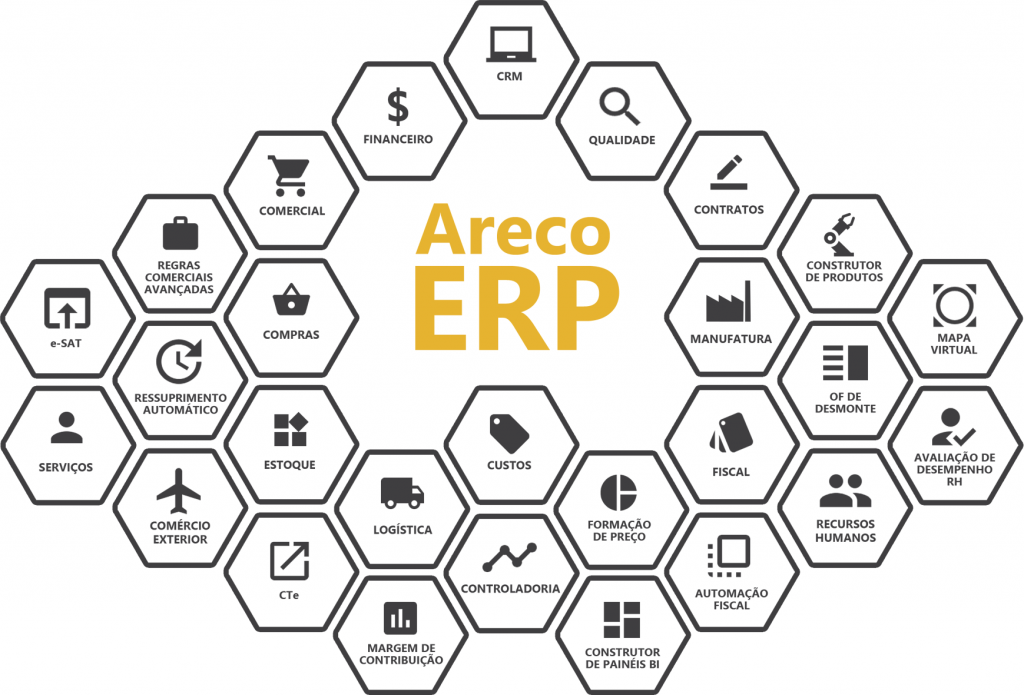 CRM
FINANCEIRO
QUALIDADE
COMERCIAL
CONTRATOS
Areco
ERP
REGRAS
COMERCIAIS
AVANÇADAS
CONSTRUTOR
DE PRODUTOS
e-SAT
COMPRAS
MANUFATURA
MAPA
VIRTUAL
RESSUPRIMENTO
AUTOMÁTICO
OF DE
DESMONTE
SERVIÇOS
ESTOQUE
CUSTOS
FISCAL
AVALIAÇÃO DE
DESEMPENHO
RH
COMÉRCIO
EXTERIOR
LOGÍSTICA
FORMAÇÃO
DE PREÇO
RECURSOS
HUMANOS
CTe
CONTROLADORIA
AUTOMAÇÃO
FISCAL
MARGEM DE
CONTRIBUIÇÃO
CONSTRUTOR
DE PAINÉIS BI